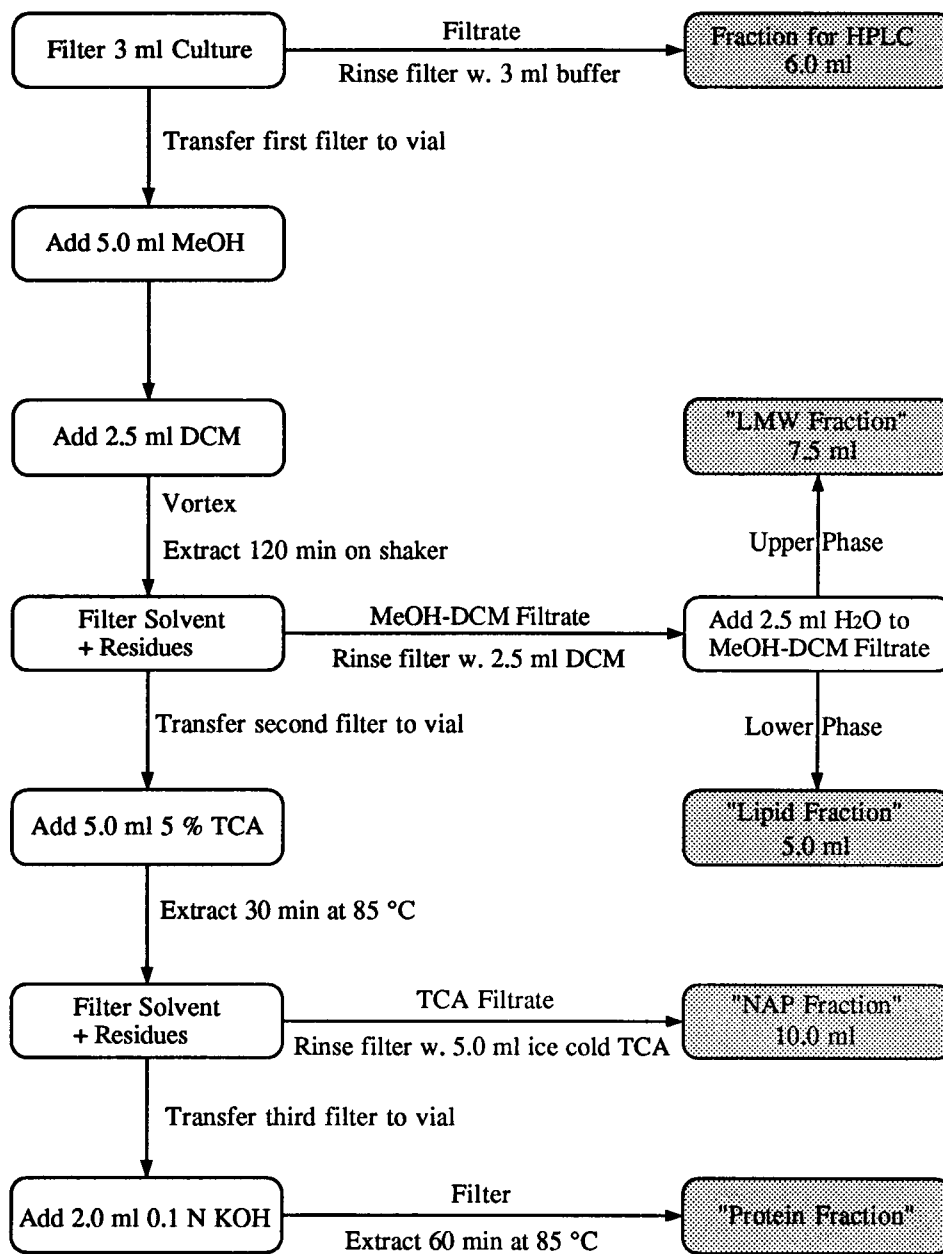 Filter 3 ml Culture
Filtrate
Rinse filter w. 3 ml buffer
Fraction for HPLC
6.0 ml
Transfer first filter to vial
Add 5.0 ml MeOH
Add 2.5 ml DCM
"LMW Fraction"
7.5 ml
Vortex
Extract 120 min on shaker
Upper Phase
Filter Solvent
+ Residues
MeOH-DCM Filtrate
Rinse filter w. 2.5 ml DCM
Add 2.5 ml H2O to
MeOH-DCM Filtrate
Transfer second filter to vial
Lower Phase
Add 5.0 ml 5 % TCA
"Lipid Fraction"
5.0 ml
Extract 30 min at 85 °C
Filter Solvent
+ Residues
TCA Filtrate
Rinse filter w. 5.0 ml ice cold TCA
"NAP Fraction"
10.0 ml
Transfer third filter to vial
Add 2.0 ml 0.1 N KOH
Filter
Extract 60 min at 85 °C
"Protein Fraction"